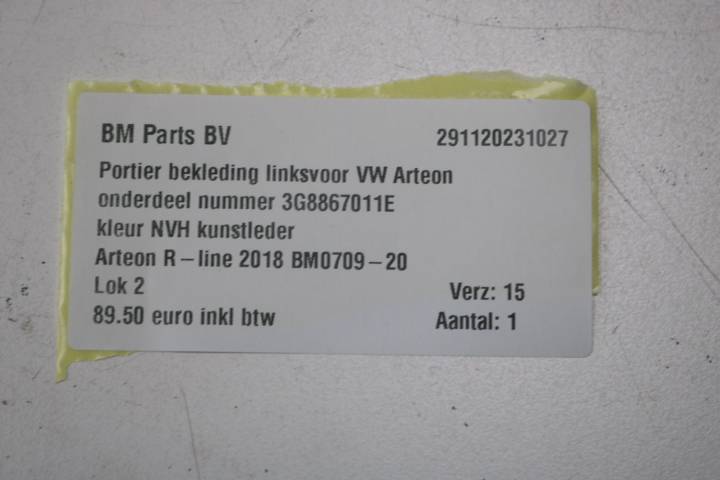 BM Parts BV 291120231027
Portier bekleding linksvoor VW Arteon
onderdeel nummer 3G8867011E
kleur NVH kunstleder
Arteon R-line 2018 BM0709-20
Lok 2 Verz: 15
89.50 euro inkl btw Aantal: 1